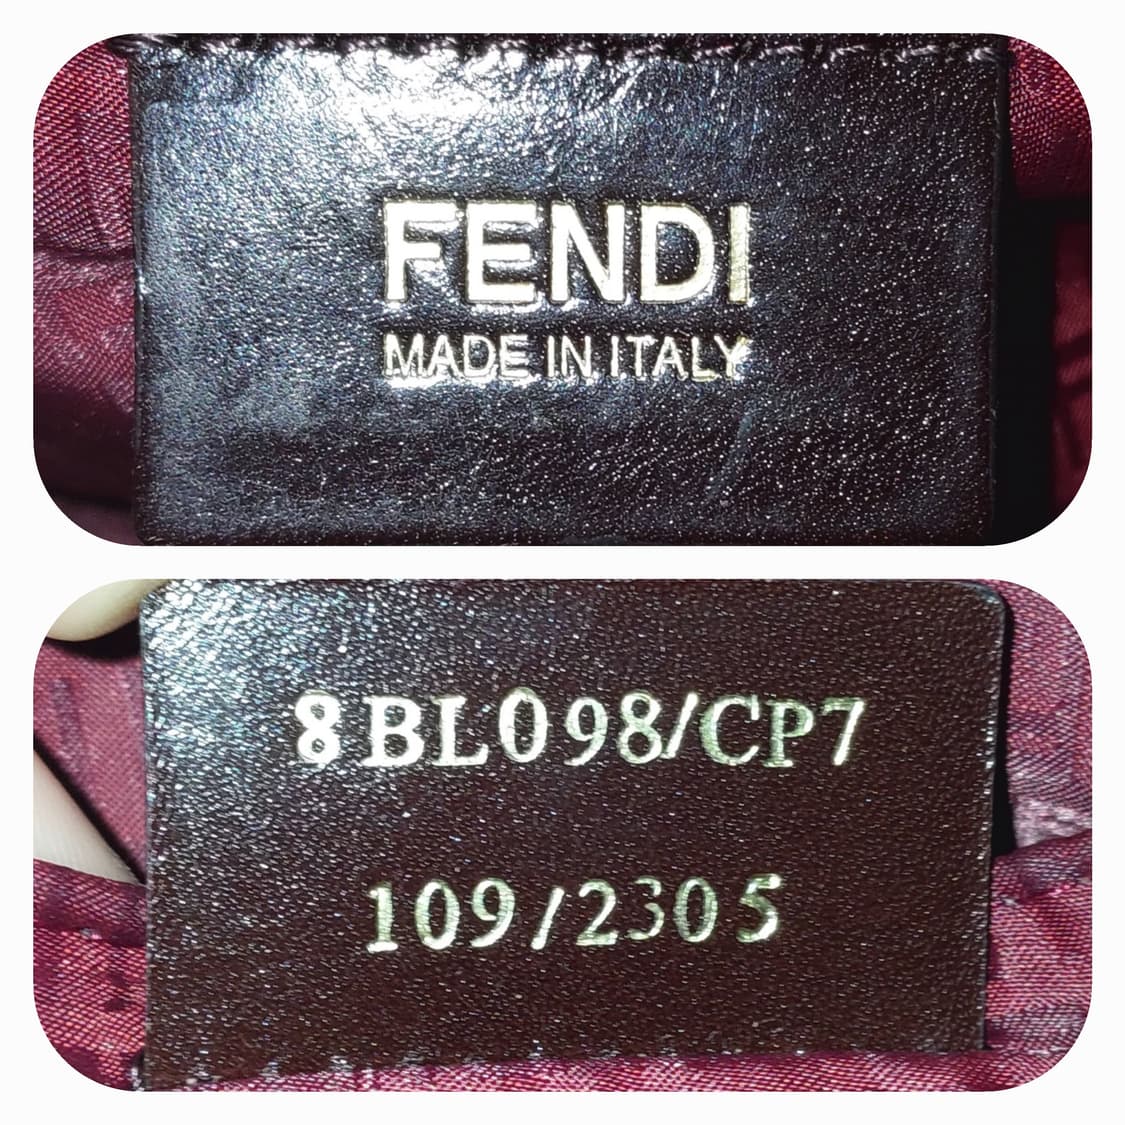 FENDI
MADE IN ITALY
8BL098/CP7
109/2305